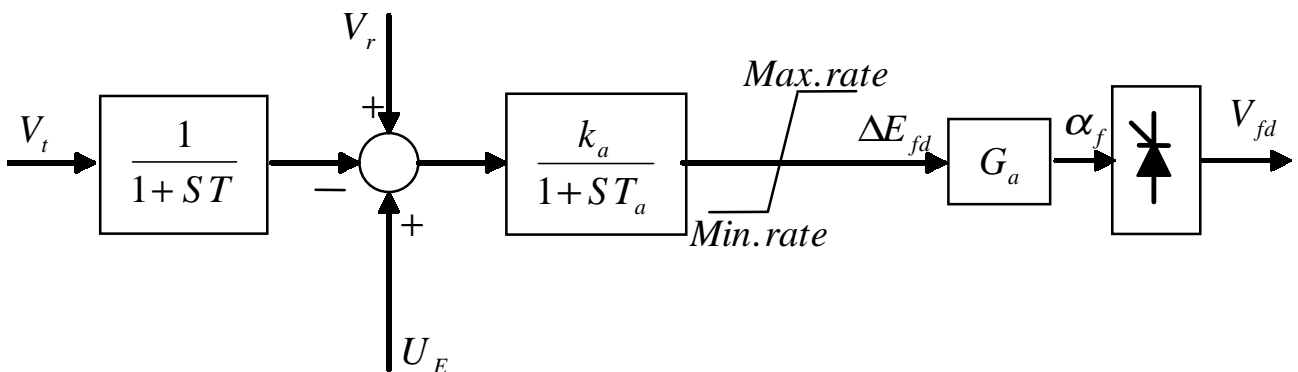 V_t
1
1 + ST
−
V_r
+
+
U_E
k_a
1 + ST_a
Max.rate
Min.rate
ΔE_fd
G_a
α_f
V_fd